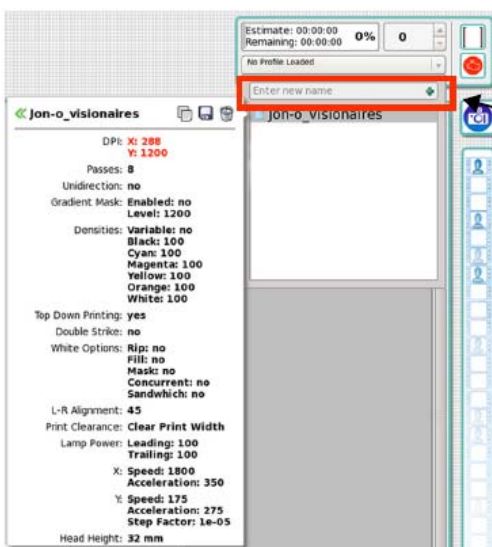 Estimate: 00:00:00
Remaining: 00:00:00
0%
0
No Profile Loaded
Enter new name
Jon-o_visionaires
Jon-o_visionaires
DPI: X: 288
Y: 1200
Passes: 8
Unidirection: no
Gradient Mask: Enabled: no
Level: 1200
Densities: Variable: no
Black: 100
Cyan: 100
Magenta: 100
Yellow: 100
Orange: 100
White: 100
Top Down Printing: yes
Double Strike: no
White Options: Rip: no
Fill: no
Mask: no
Concurrent: no
Sandwhich: no
L-R Alignment: 45
Print Clearance: Clear Print Width
Lamp Power: Leading: 100
Trailing: 100
X: Speed: 1800
Acceleration: 350
Y: Speed: 175
Acceleration: 275
Step Factor: 1e-05
Head Height: 32 mm